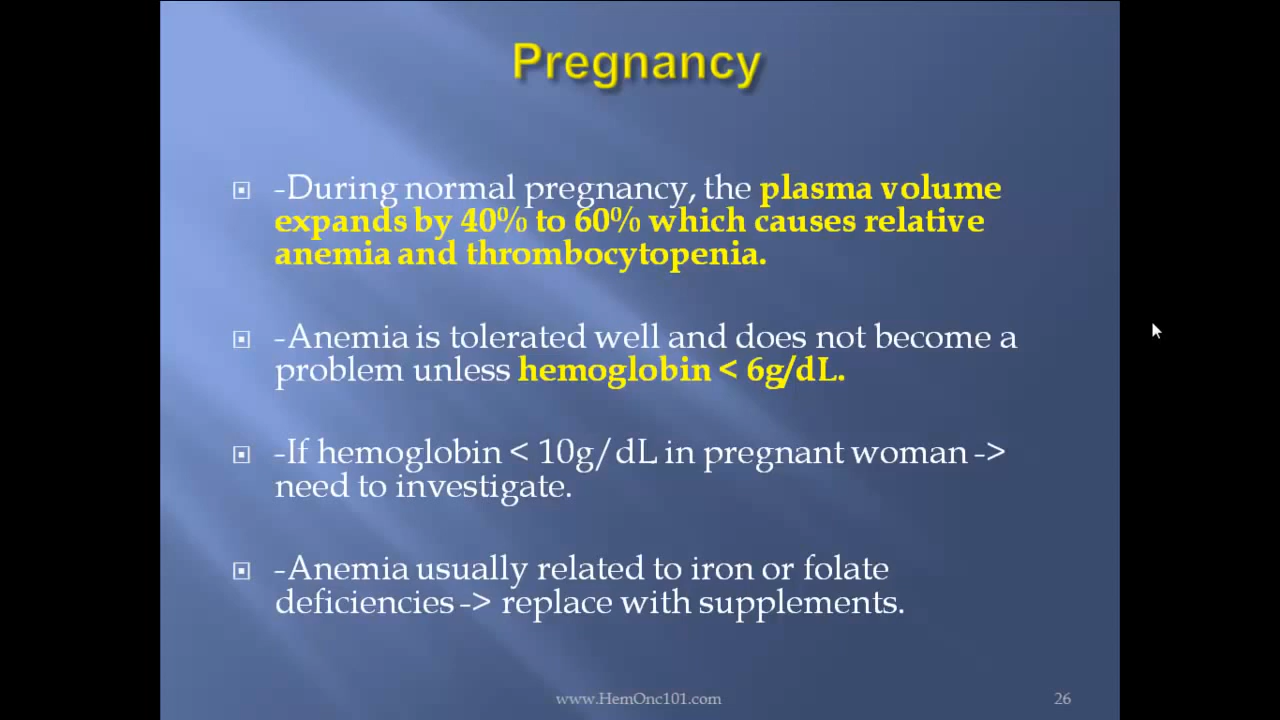 Pregnancy
-During normal pregnancy, the plasma volume
expands by 40% to 60% which causes relative
anemia and thrombocytopenia.
-Anemia is tolerated well and does not become a
problem unless hemoglobin < 6g/dL.
-If hemoglobin < 10g/dL in pregnant woman ->
need to investigate.
-Anemia usually related to iron or folate
deficiencies -> replace with supplements.
www.HemOnc101.com
26